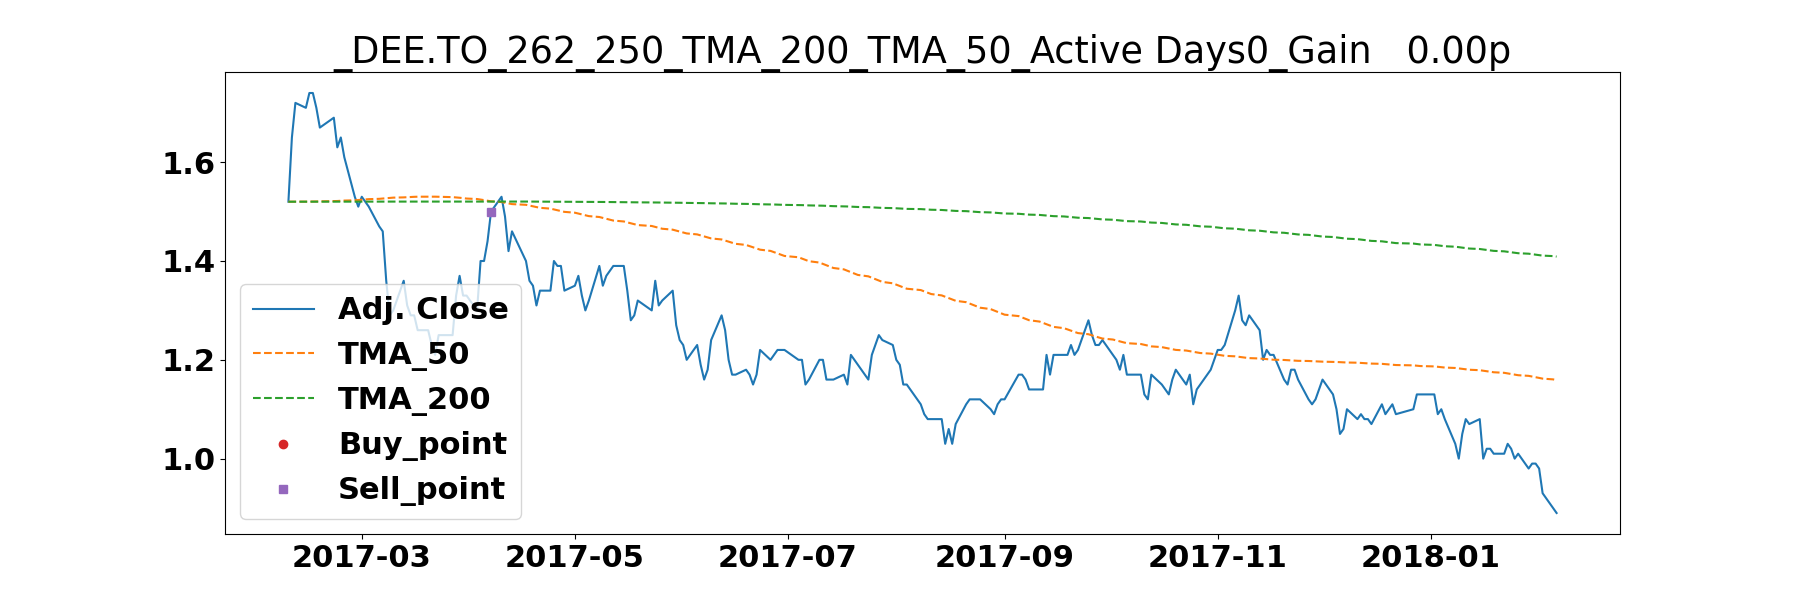 _DEE.TO_262_250_TMA_200_TMA_50_Active Days0_Gain   0.00p
1.6
1.4
1.2
1.0
Adj. Close
TMA_50
TMA_200
Buy_point
Sell_point
2017-03 2017-05 2017-07 2017-09 2017-11 2018-01